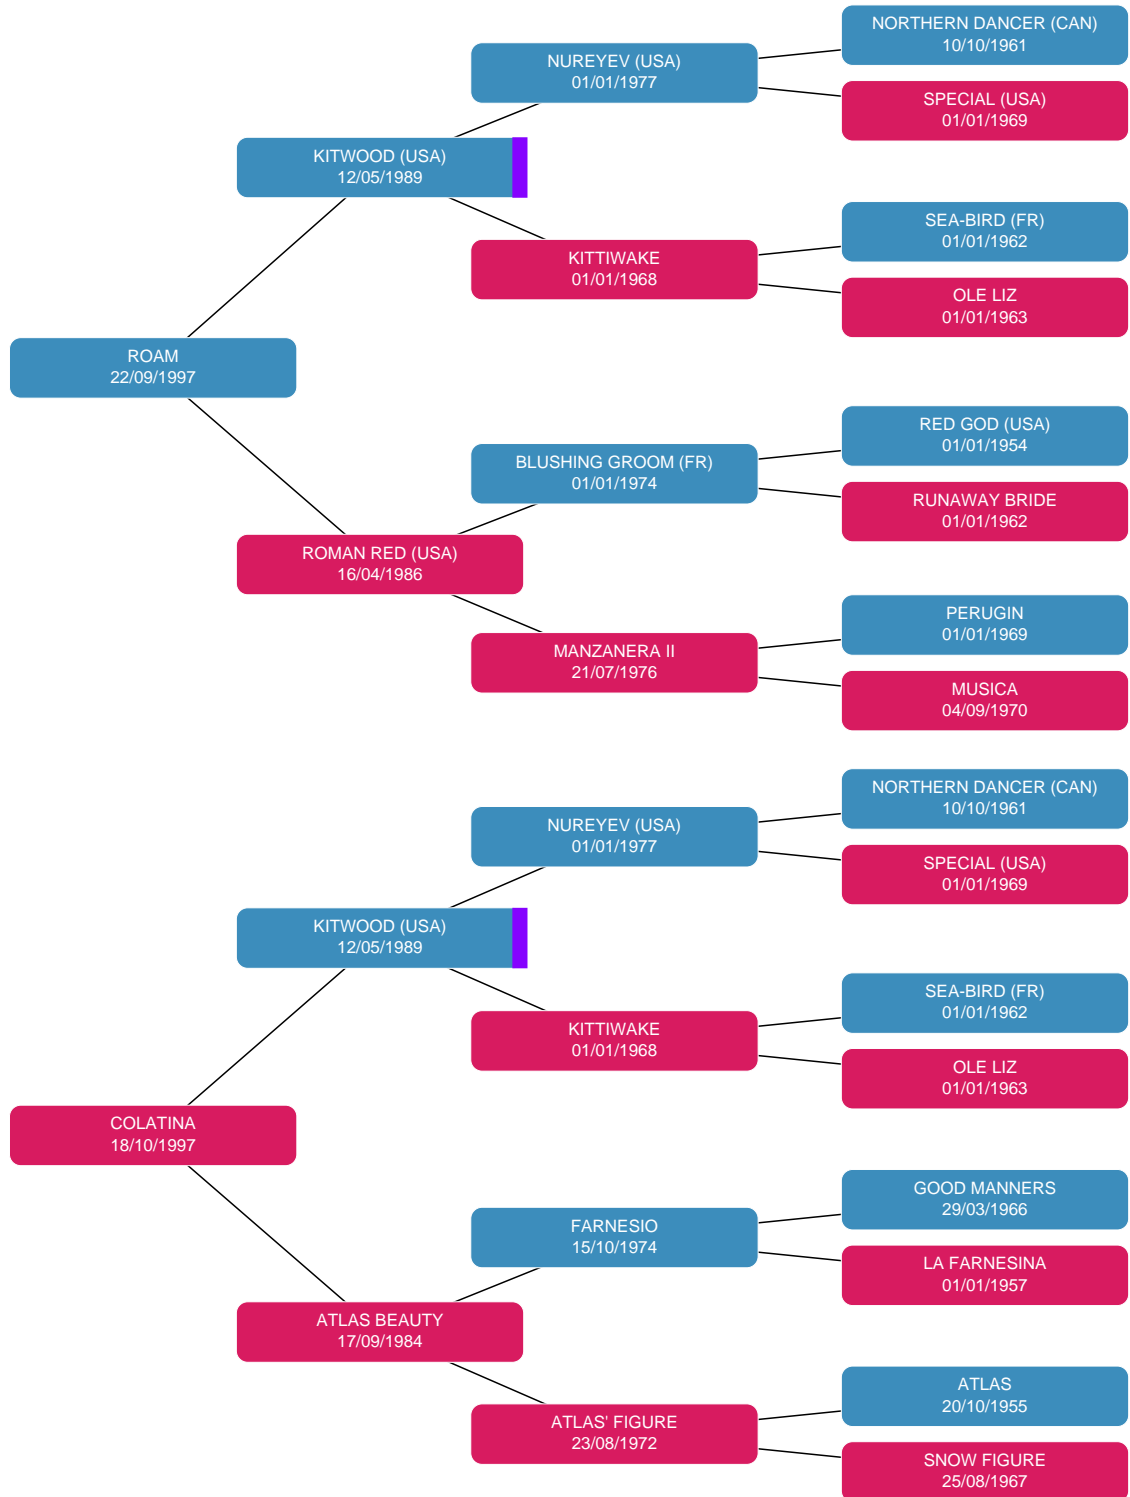 NORTHERN DANCER (CAN)
10/10/1961
NUREYEV (USA)
01/01/1977
SPECIAL (USA)
01/01/1969
KITWOOD (USA)
12/05/1989
SEA-BIRD (FR)
01/01/1962
KITTIWAKE
01/01/1968
OLE LIZ
01/01/1963
ROAM
22/09/1997
RED GOD (USA)
01/01/1954
BLUSHING GROOM (FR)
01/01/1974
RUNAWAY BRIDE
01/01/1962
ROMAN RED (USA)
16/04/1986
PERUGIN
01/01/1969
MANZANERA II
21/07/1976
MUSICA
04/09/1970
NORTHERN DANCER (CAN)
10/10/1961
NUREYEV (USA)
01/01/1977
SPECIAL (USA)
01/01/1969
KITWOOD (USA)
12/05/1989
SEA-BIRD (FR)
01/01/1962
KITTIWAKE
01/01/1968
OLE LIZ
01/01/1963
COLATINA
18/10/1997
GOOD MANNERS
29/03/1966
FARNESIO
15/10/1974
LA FARNESINA
01/01/1957
ATLAS BEAUTY
17/09/1984
ATLAS
20/10/1955
ATLAS' FIGURE
23/08/1972
SNOW FIGURE
25/08/1967